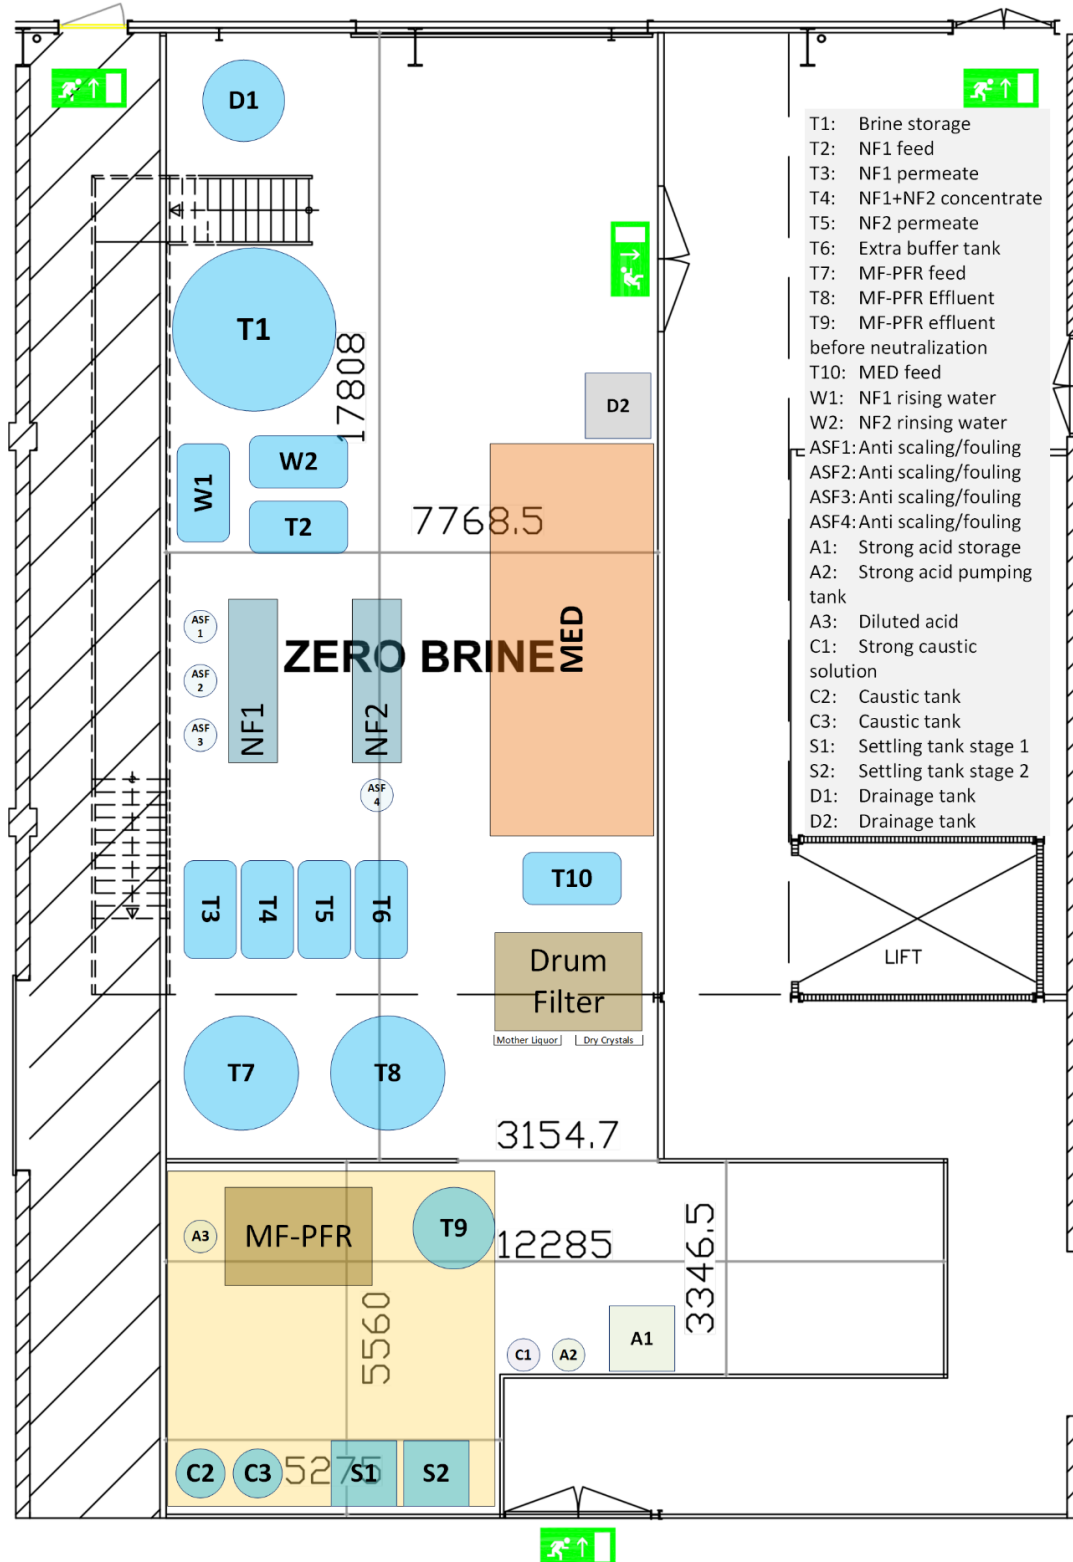 D1
T1: Brine storage
T2: NF1 feed
T3: NF1 permeate
T4: NF1+NF2 concentrate
T5: NF2 permeate
T6: Extra buffer tank
T7: MF-PFR feed
T8: MF-PFR Effluent
T9: MF-PFR effluent
before neutralization
T10: MED feed
W1: NF1 rising water
W2: NF2 rinsing water
ASF1: Anti scaling/fouling
ASF2: Anti scaling/fouling
ASF3: Anti scaling/fouling
ASF4: Anti scaling/fouling
A1: Strong acid storage
A2: Strong acid pumping
tank
A3: Diluted acid
C1: Strong caustic
solution
C2: Caustic tank
C3: Caustic tank
S1: Settling tank stage 1
S2: Settling tank stage 2
D1: Drainage tank
D2: Drainage tank
T1
17808
D2
W1
W2
T2
7768.5
ASF
1
ASF
2
ASF
3
NF1
ZERO BRINE
NF2
MED
ASF
4
T3
T4
T5
T6
T10
Drum
Filter
Mother Liquor
Dry Crystals
LIFT
T7
T8
3154.7
A3
MF-PFR
T9
12285
3346.5
5560
C1
A2
A1
C2
C3
5275
S1
S2